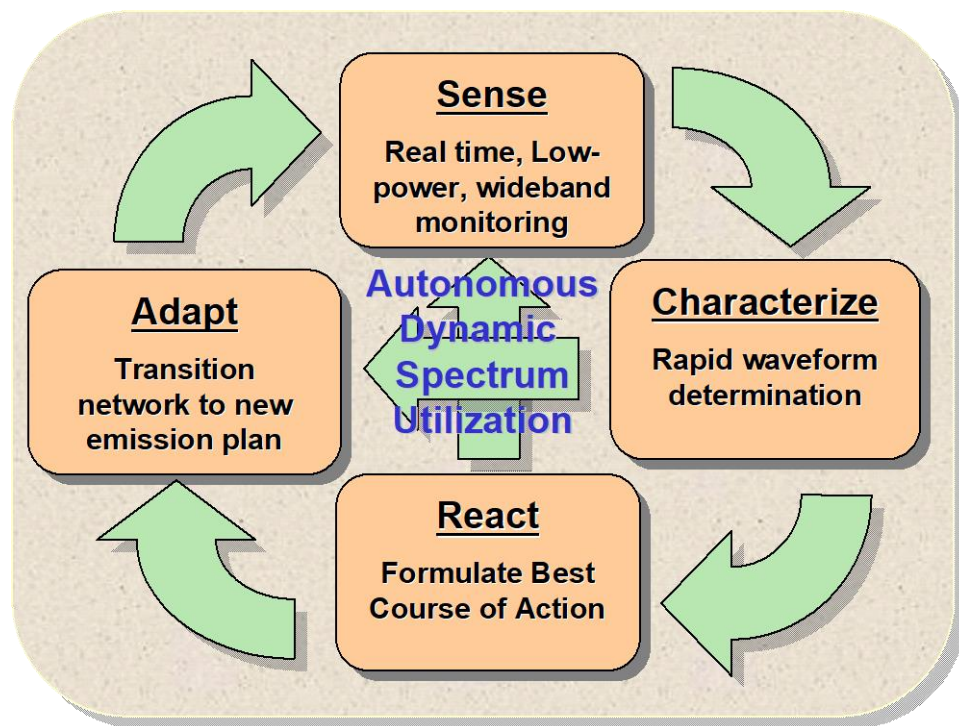 Sense
Real time, Low-
power, wideband
monitoring
Characterize
Rapid waveform
determination
React
Formulate Best
Course of Action
Adapt
Transition
network to new
emission plan
Autonomous
Dynamic
Spectrum
Utilization